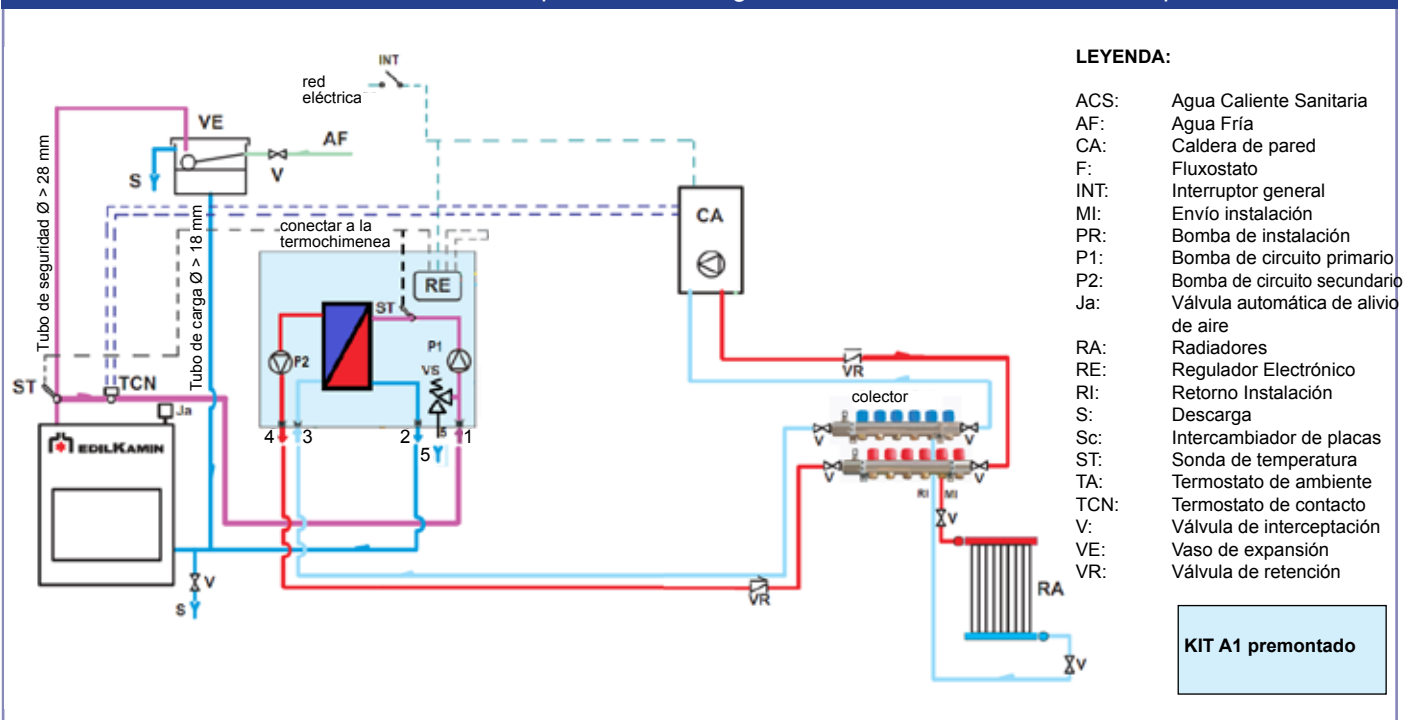 INT
red
eléctrica
VE
AF
V
S
Tubo de seguridad Ø > 28 mm
Tubo de carga Ø > 18 mm
conectar a la
termochimenea
RE
CA
ST
P2
P1
VS
ST
TCN
Ja
EDILKAMIN
4
3
2
1
5
5
V
S
VR
colector
V
V
V
V
RI
MI
V
VR
RA
V
LEYENDA:
ACS: Agua Caliente Sanitaria
AF: Agua Fría
CA: Caldera de pared
F: Fluxostato
INT: Interruptor general
MI: Envío instalación
PR: Bomba de instalación
P1: Bomba de circuito primario
P2: Bomba de circuito secundario
Ja: Válvula automática de alivio
de aire
RA: Radiadores
RE: Regulador Electrónico
RI: Retorno Instalación
S: Descarga
Sc: Intercambiador de placas
ST: Sonda de temperatura
TA: Termostato de ambiente
TCN: Termostato de contacto
V: Válvula de interceptación
VE: Vaso de expansión
VR: Válvula de retención
KIT A1 premontado